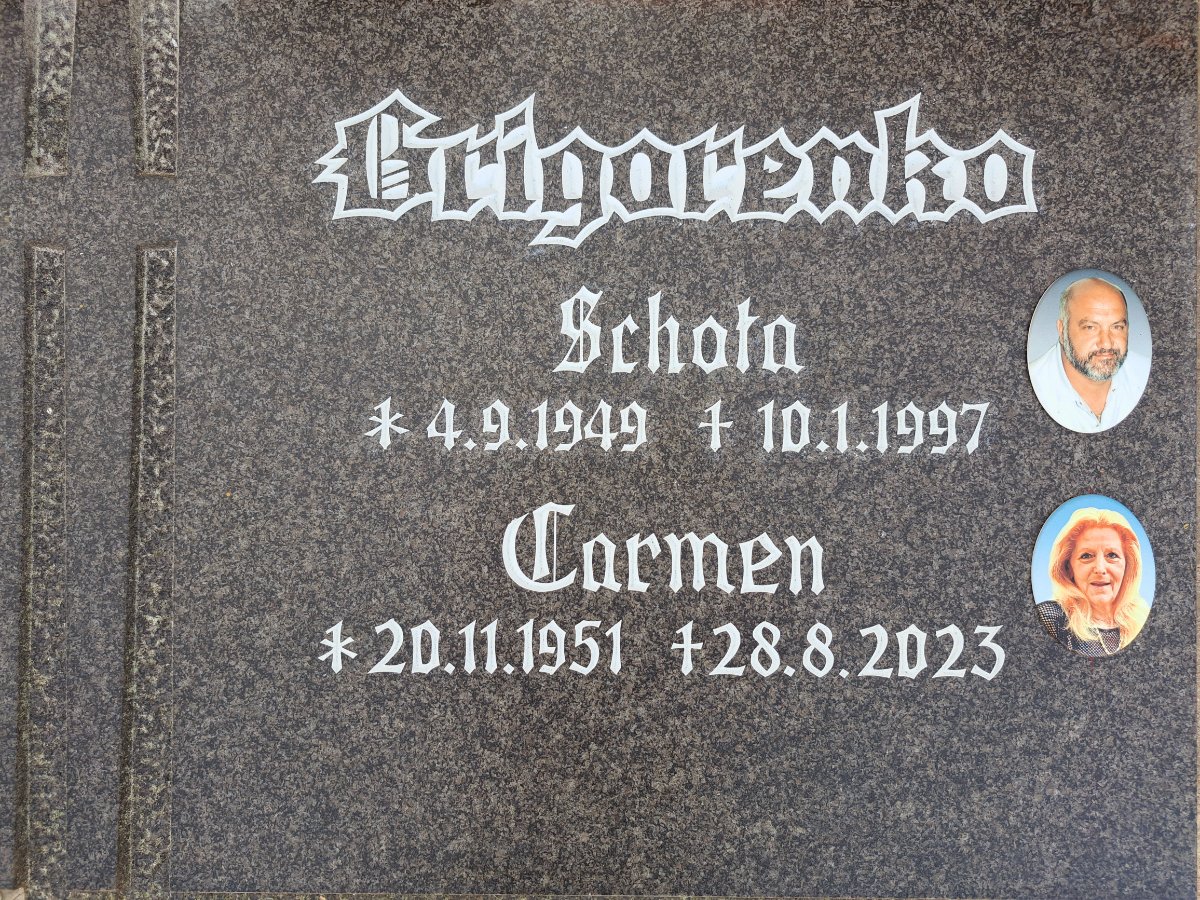 Grigorenko
Schota
* 4.9.1949 † 10.1.1997
Carmen
* 20.11.1951 † 28.8.2023